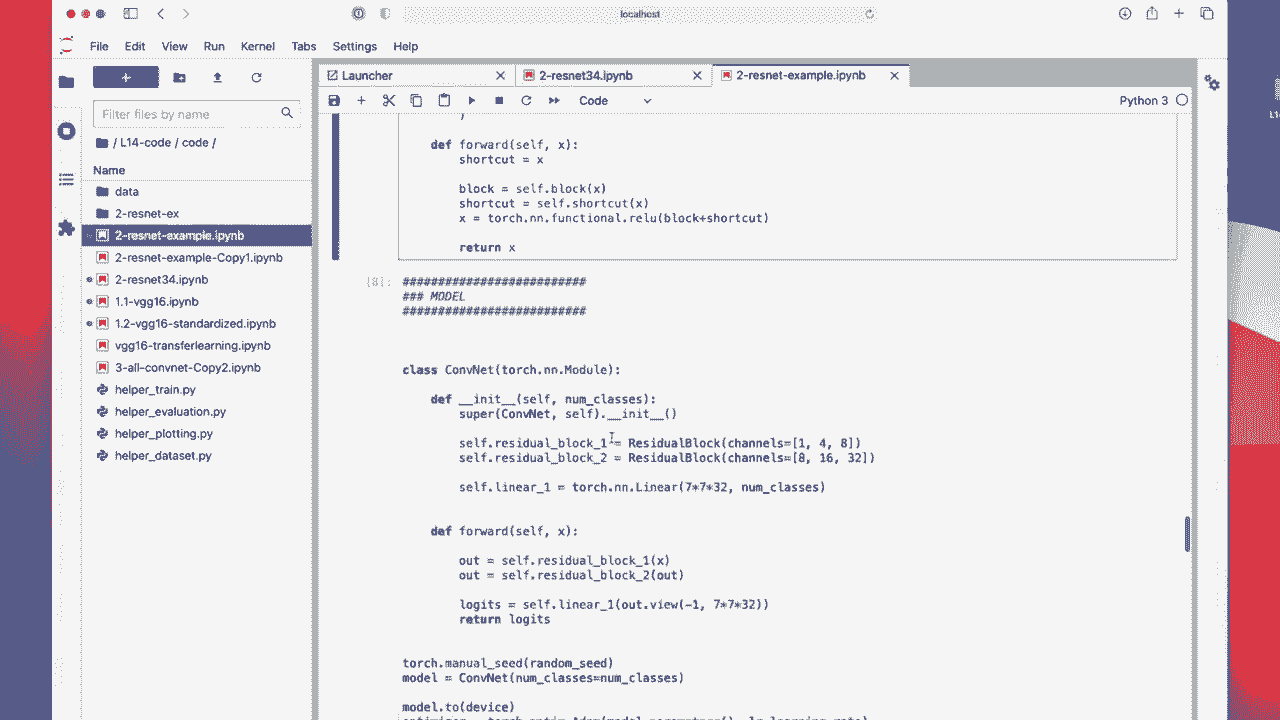 localhost
File Edit View Run Kernel Tabs Settings Help
Launcher
2-resnet34.ipynb
2-resnet-example.ipynb
Code
Python 3
Filter files by name
/ L14-code / code /
Name
data
2-resnet-ex
2-resnet-example.ipynb
2-resnet-example-Copy1.ipynb
2-resnet34.ipynb
1.1-vgg16.ipynb
1.2-vgg16-standardized.ipynb
vgg16-transferlearning.ipynb
3-all-convnet-Copy2.ipynb
helper_train.py
helper_evaluation.py
helper_plotting.py
helper_dataset.py
)
def forward(self, x):
shortcut = x
block = self.block(x)
shortcut = self.shortcut(x)
x = torch.nn.functional.relu(block+shortcut)
return x
[8]:
##########################
### MODEL
##########################
class ConvNet(torch.nn.Module):
def __init__(self, num_classes):
super(ConvNet, self).__init__()
self.residual_block_1 = ResidualBlock(channels=[1, 4, 8])
self.residual_block_2 = ResidualBlock(channels=[8, 16, 32])
self.linear_1 = torch.nn.Linear(7*7*32, num_classes)
def forward(self, x):
out = self.residual_block_1(x)
out = self.residual_block_2(out)
logits = self.linear_1(out.view(-1, 7*7*32))
return logits
torch.manual_seed(random_seed)
model = ConvNet(num_classes=num_classes)
model.to(device)